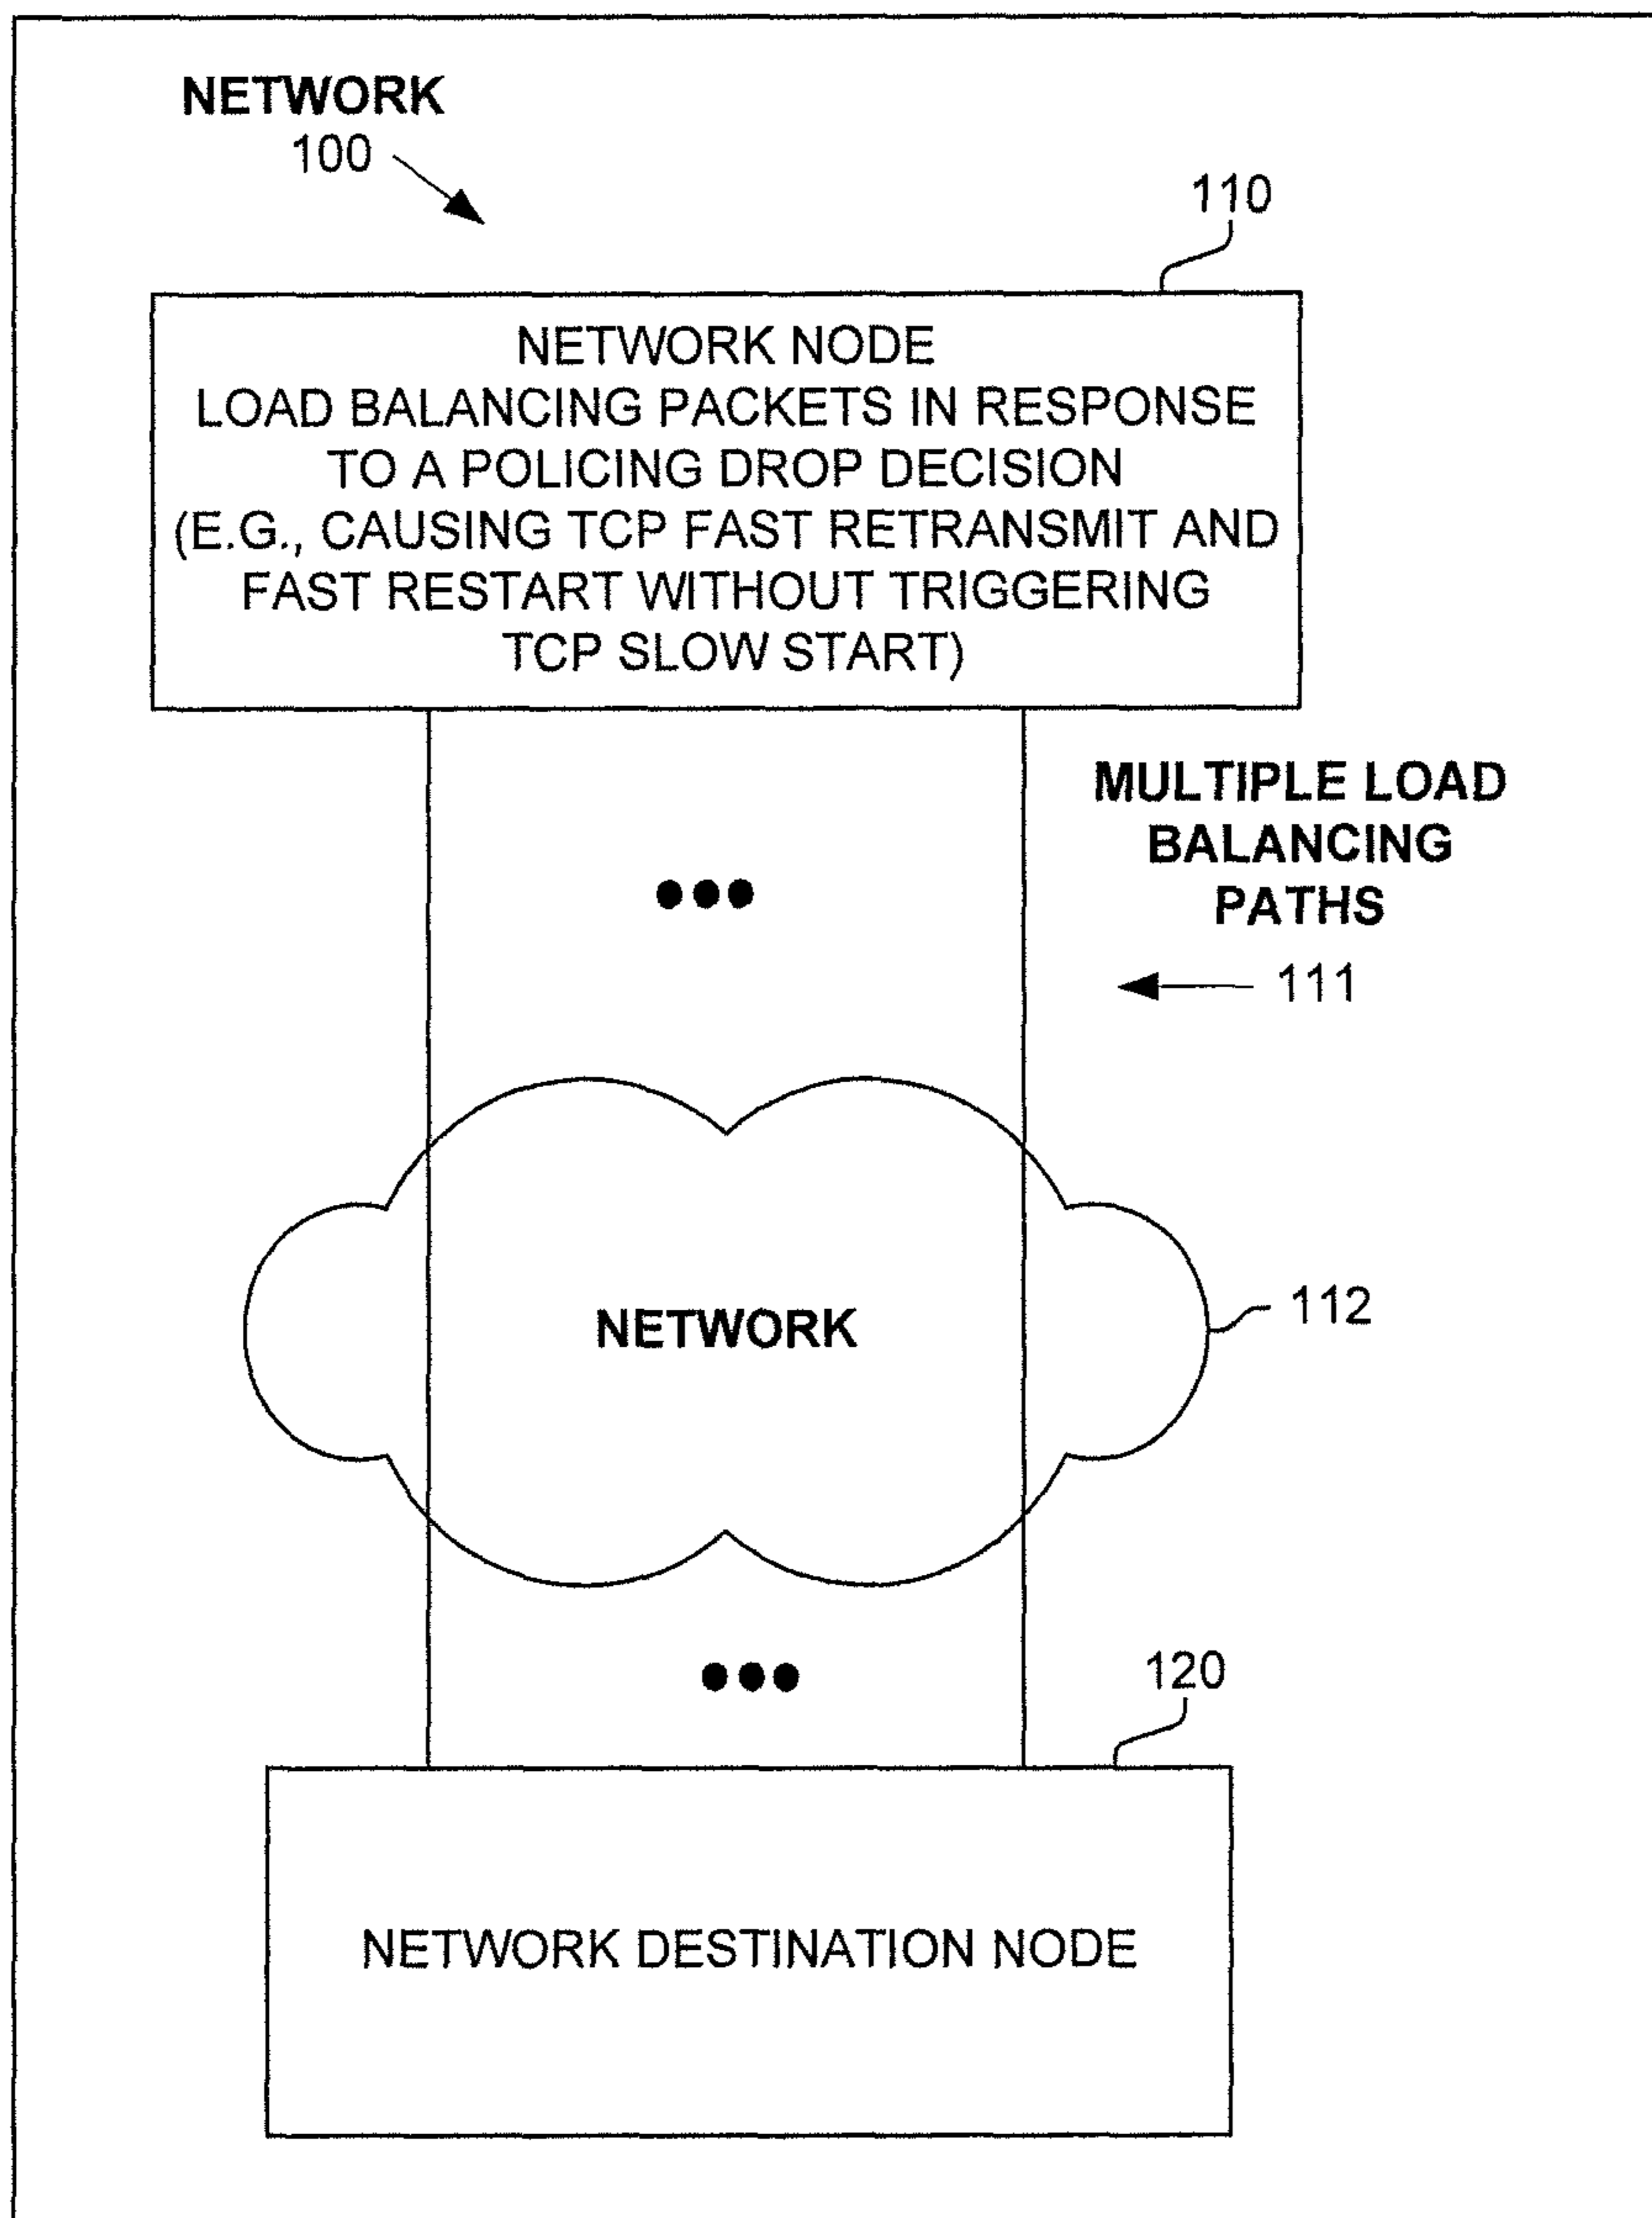 NETWORK
100
110
NETWORK NODE
LOAD BALANCING PACKETS IN RESPONSE
TO A POLICING DROP DECISION
(E.G., CAUSING TCP FAST RETRANSMIT AND
FAST RESTART WITHOUT TRIGGERING
TCP SLOW START)
MULTIPLE LOAD
BALANCING
PATHS
111
NETWORK
112
120
NETWORK DESTINATION NODE